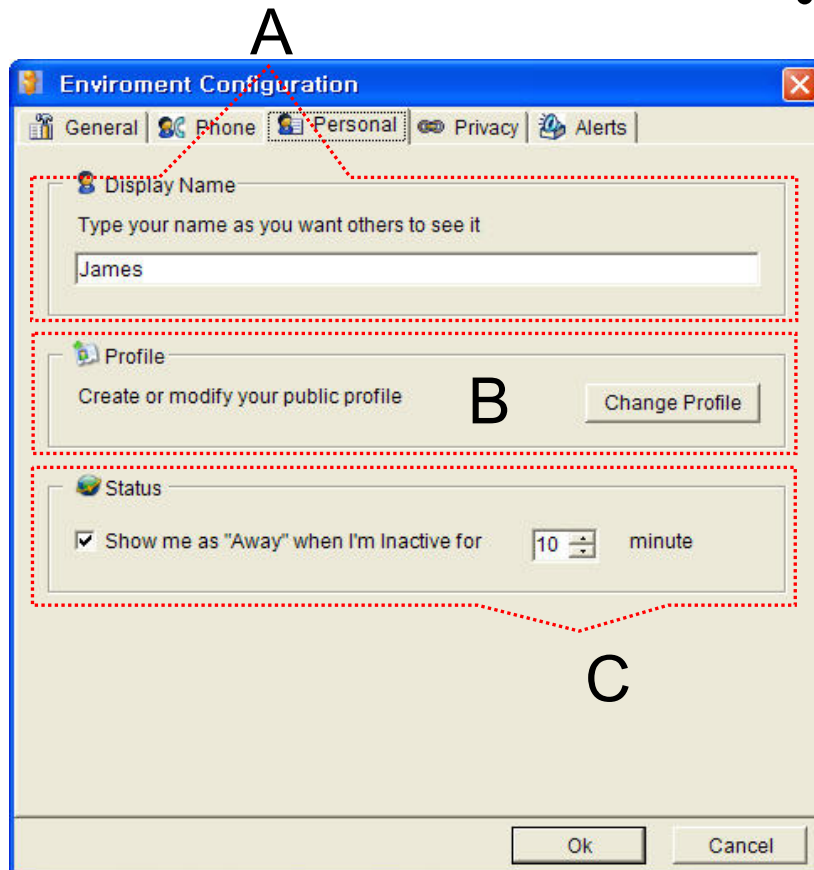 A
Enviroment Configuration
General Phone Personal Privacy Alerts
Display Name
Type your name as you want others to see it
James
Profile
Create or modify your public profile
B
Change Profile
Status
Show me as "Away" when I'm Inactive for 10 minute
C
Ok Cancel